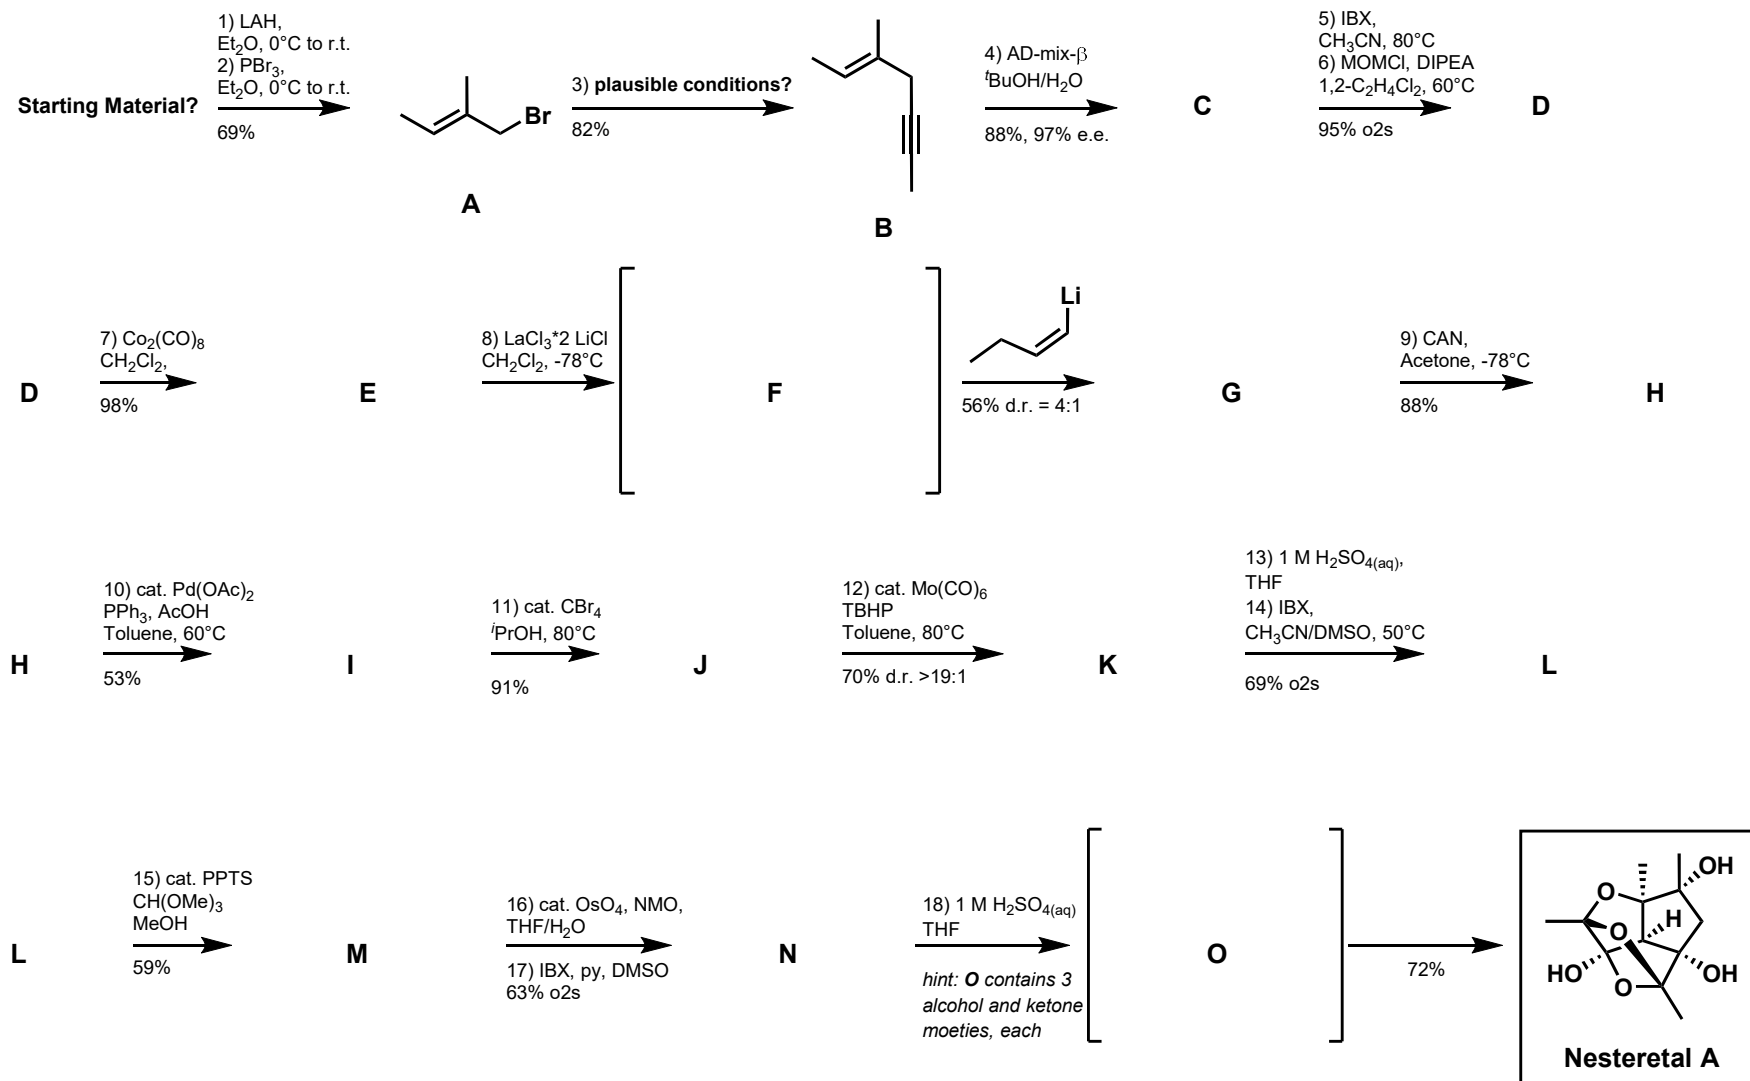 1) LAH,
Et₂O, 0°C to r.t.
2) PBr₃,
Et₂O, 0°C to r.t.
Starting Material?
69%
Br
A
3) plausible conditions?
82%
B
4) AD-mix-β
ᵗBuOH/H₂O
88%, 97% e.e.
C
5) IBX,
CH₃CN, 80°C
6) MOMCl, DIPEA
1,2-C₂H₄Cl₂, 60°C
95% o2s
D
D
7) Co₂(CO)₈
CH₂Cl₂,
98%
E
8) LaCl₃*2 LiCl
CH₂Cl₂, -78°C
F
Li
56% d.r. = 4:1
G
9) CAN,
Acetone, -78°C
88%
H
H
10) cat. Pd(OAc)₂
PPh₃, AcOH
Toluene, 60°C
53%
I
11) cat. CBr₄
ⁱPrOH, 80°C
91%
J
12) cat. Mo(CO)₆
TBHP
Toluene, 80°C
70% d.r. >19:1
K
13) 1 M H₂SO₄₍aq₎,
THF
14) IBX,
CH₃CN/DMSO, 50°C
69% o2s
L
L
15) cat. PPTS
CH(OMe)₃
MeOH
59%
M
16) cat. OsO₄, NMO,
THF/H₂O
17) IBX, py, DMSO
63% o2s
N
18) 1 M H₂SO₄₍aq₎
THF
hint: O contains 3
alcohol and ketone
moeties, each
O
72%
OH
O
H
O
HO
O
OH
Nesteretal A